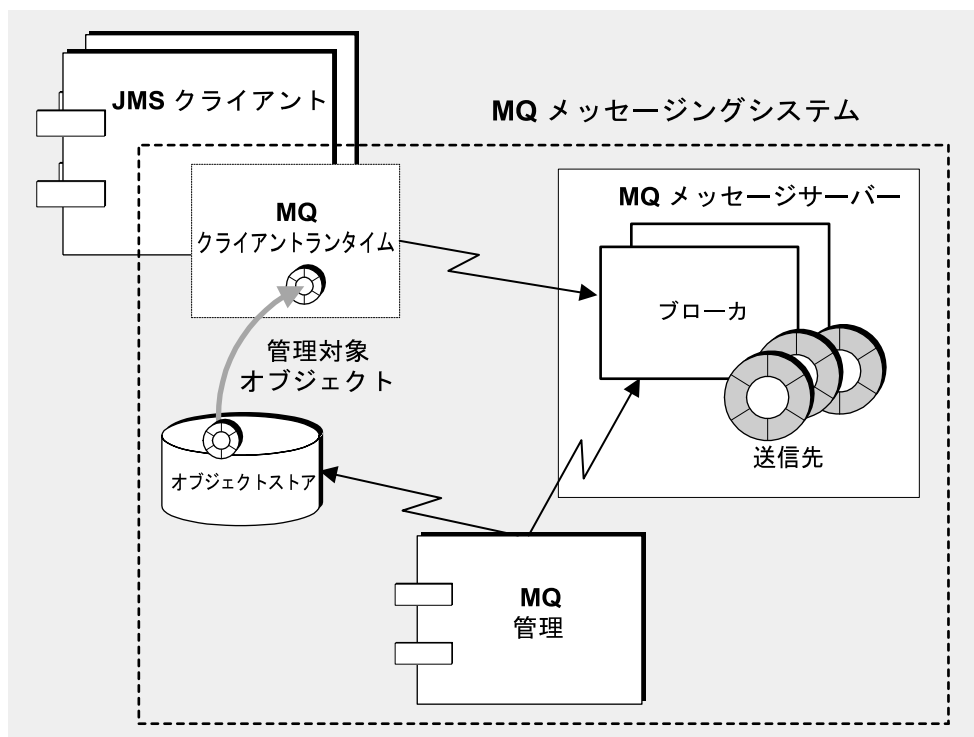 JMS クライアント
MQ メッセージングシステム
MQ
クライアントランタイム
MQ メッセージサーバー
ブローカ
送信先
管理対象
オブジェクト
オブジェクトストア
MQ
管理